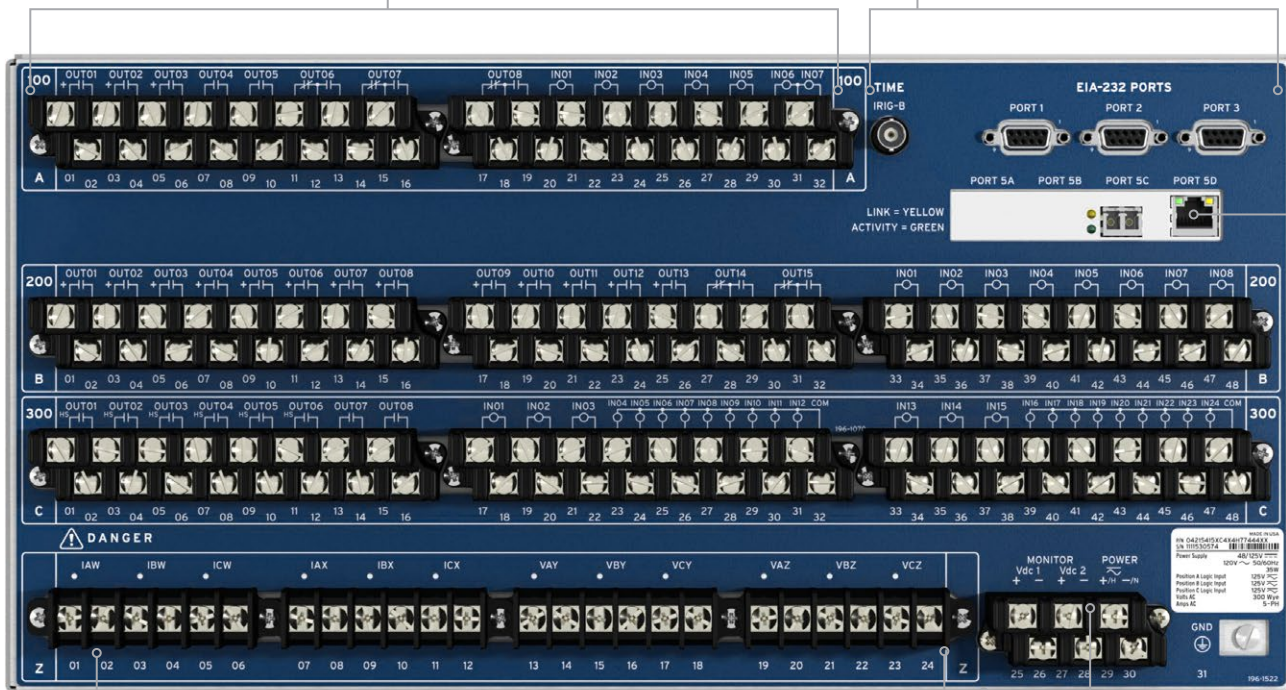 100 OUT01 OUT02 OUT03 OUT04 OUT05 OUT06 OUT07 OUT08 IN01 IN02 IN03 IN04 IN05 IN06 IN07 100
+ + +
A 01 02 03 04 05 06 07 08 09 10 11 12 13 14 15 16 17 18 19 20 21 22 23 24 25 26 27 28 29 30 31 32 A
TIME
IRIG-B
EIA-232 PORTS
PORT 1 PORT 2 PORT 3
PORT 5A PORT 5B PORT 5C PORT 5D
LINK = YELLOW
ACTIVITY = GREEN
200 OUT01 OUT02 OUT03 OUT04 OUT05 OUT06 OUT07 OUT08 OUT09 OUT10 OUT11 OUT12 OUT13 OUT14 OUT15 IN01 IN02 IN03 IN04 IN05 IN06 IN07 IN08 200
+ + + + + + + + + + + + +
B 01 02 03 04 05 06 07 08 09 10 11 12 13 14 15 16 17 18 19 20 21 22 23 24 25 26 27 28 29 30 31 32 33 34 35 36 37 38 39 40 41 42 43 44 45 46 47 48 B
300 OUT01 OUT02 OUT03 OUT04 OUT05 OUT06 OUT07 OUT08 IN01 IN02 IN03 IN04 IN05 IN06 IN07 IN08 IN09 IN10 IN11 IN12 COM IN13 IN14 IN15 IN16 IN17 IN18 IN19 IN20 IN21 IN22 IN23 IN24 COM 300
HS HS HS HS HS HS HS HS
C 01 02 03 04 05 06 07 08 09 10 11 12 13 14 15 16 17 18 19 20 21 22 23 24 25 26 27 28 29 30 31 32 33 34 35 36 37 38 39 40 41 42 43 44 45 46 47 48 C
DANGER
IAW IBW ICW IAX IBX ICX VAY VBY VCY VAZ VBZ VCZ
Z 01 02 03 04 05 06 07 08 09 10 11 12 13 14 15 16 17 18 19 20 21 22 23 24 Z
MONITOR POWER
Vdc 1 Vdc 2
+ − + − +/H −/N
25 26 27 28 29 30
MADE IN USA
P/N 04215415XC4X4H77444XX
S/N 1111530574
Power Supply 48/125V
120V 50/60Hz
35W
Position A Logic Input 125V
Position B Logic Input 125V
Position C Logic Input 125V
Volts AC 300 Wye
Amps AC 5-PH
GND
31
196-1522